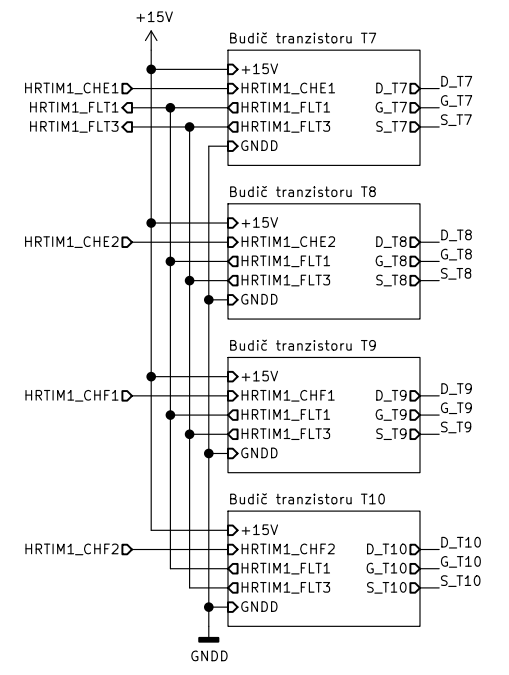 +15V
Budič tranzistoru T7
+15V
HRTIM1_CHE1 HRTIM1_CHE1 D_T7 D_T7
HRTIM1_FLT1 HRTIM1_FLT1 G_T7 G_T7
HRTIM1_FLT3 HRTIM1_FLT3 S_T7 S_T7
GNDD
Budič tranzistoru T8
+15V
HRTIM1_CHE2 HRTIM1_CHE2 D_T8 D_T8
HRTIM1_FLT1 G_T8 G_T8
HRTIM1_FLT3 S_T8 S_T8
GNDD
Budič tranzistoru T9
+15V
HRTIM1_CHF1 HRTIM1_CHF1 D_T9 D_T9
HRTIM1_FLT1 G_T9 G_T9
HRTIM1_FLT3 S_T9 S_T9
GNDD
Budič tranzistoru T10
+15V
HRTIM1_CHF2 HRTIM1_CHF2 D_T10 D_T10
HRTIM1_FLT1 G_T10 G_T10
HRTIM1_FLT3 S_T10 S_T10
GNDD
GNDD